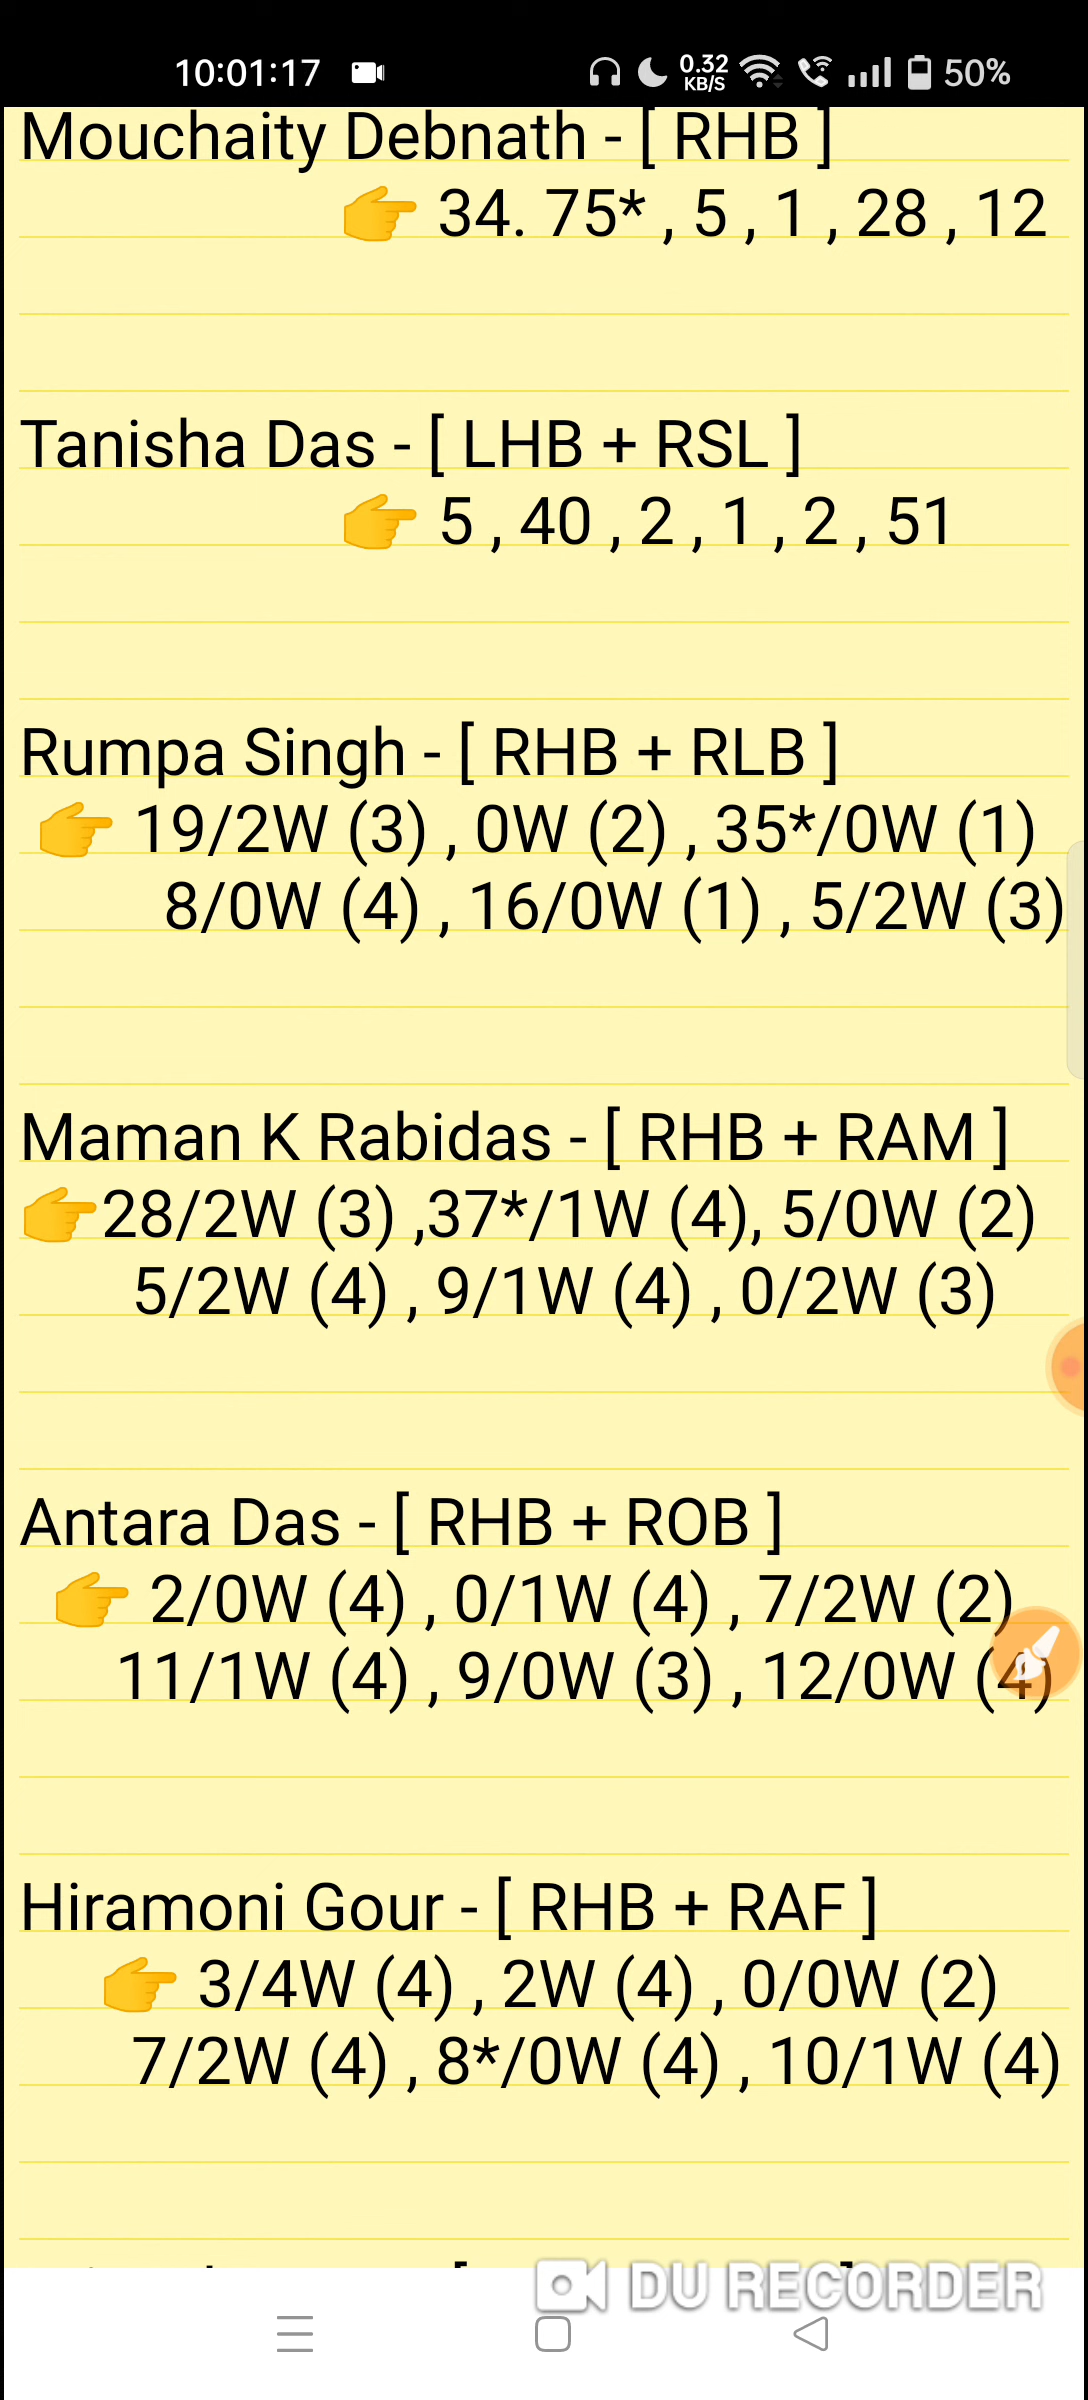 10:01:17 0.32 KB/S 50%
Mouchaity Debnath - [ RHB ]
👉 34. 75* , 5 , 1 , 28 , 12
Tanisha Das - [ LHB + RSL ]
👉 5 , 40 , 2 , 1 , 2 , 51
Rumpa Singh - [ RHB + RLB ]
👉 19/2W (3) , 0W (2) , 35*/0W (1)
8/0W (4) , 16/0W (1) , 5/2W (3)
Maman K Rabidas - [ RHB + RAM ]
👉28/2W (3) ,37*/1W (4), 5/0W (2)
5/2W (4) , 9/1W (4) , 0/2W (3)
Antara Das - [ RHB + ROB ]
👉 2/0W (4) , 0/1W (4) , 7/2W (2)
11/1W (4) , 9/0W (3) , 12/0W (4)
Hiramoni Gour - [ RHB + RAF ]
👉 3/4W (4) , 2W (4) , 0/0W (2)
7/2W (4) , 8*/0W (4) , 10/1W (4)
DU RECORDER